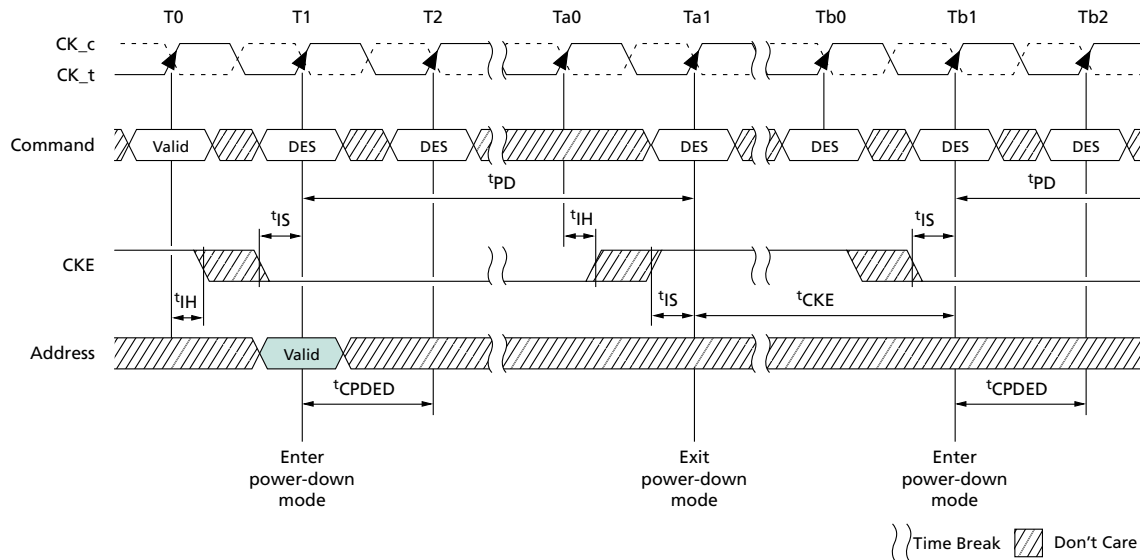 T0 T1 T2 Ta0 Ta1 Tb0 Tb1 Tb2
CK_c
CK_t
Command Valid DES DES DES DES DES DES
tPD tPD
tIS tIH tIS
CKE
tIH tIS tCKE
Address Valid
tCPDED tCPDED
Enter
power-down
mode
Exit
power-down
mode
Enter
power-down
mode
Time Break Don't Care